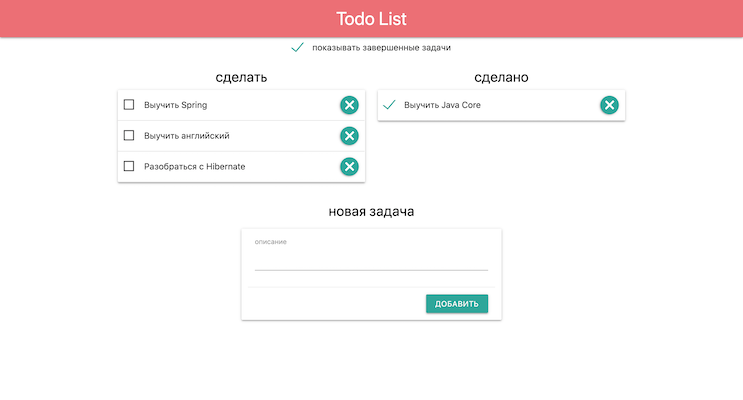 Todo List
показывать завершенные задачи
сделать
Выучить Spring
Выучить английский
Разобраться с Hibernate
сделано
Выучить Java Core
новая задача
описание
ДОБАВИТЬ